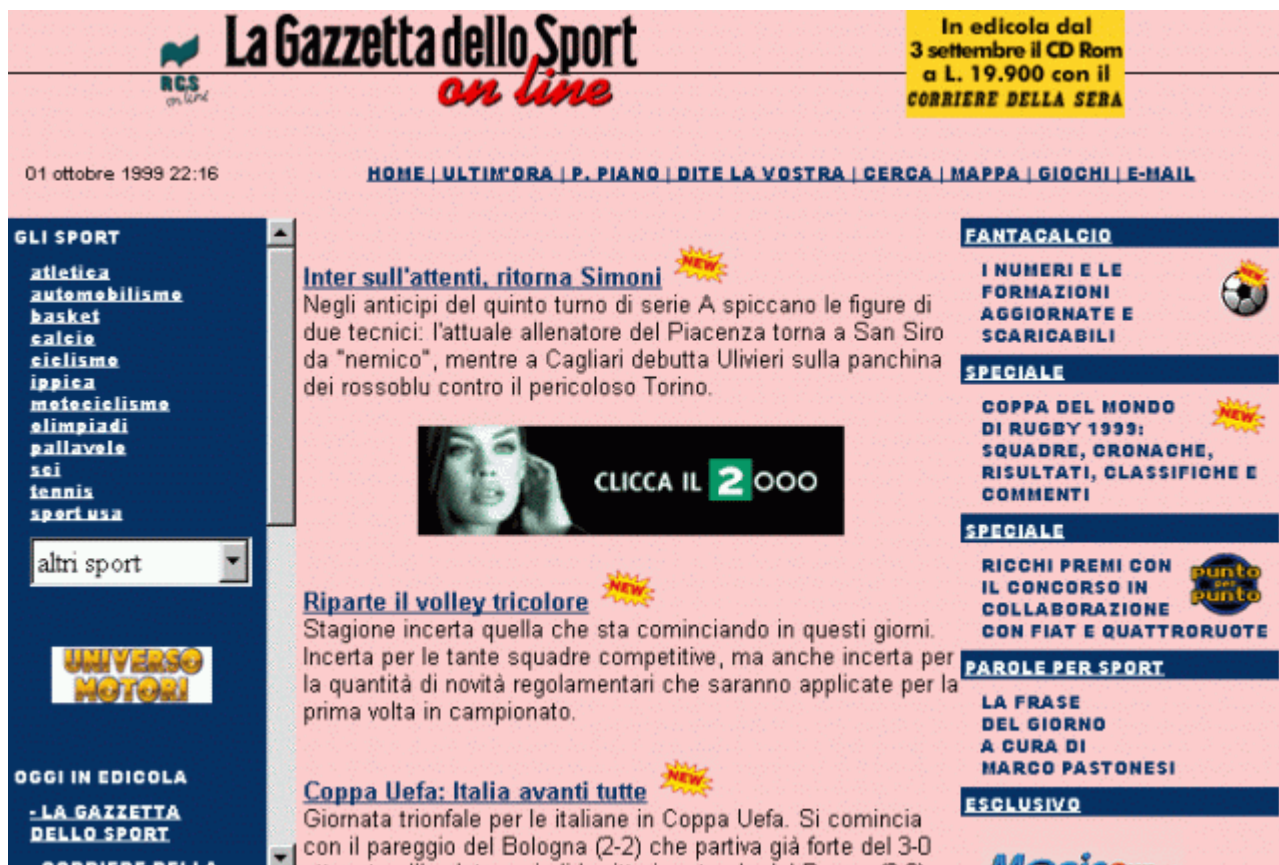 La Gazzetta dello Sport
on line
RCS
on line
In edicola dal
3 settembre il CD Rom
a L. 19.900 con il
CORRIERE DELLA SERA
01 ottobre 1999 22:16
HOME | ULTIM'ORA | P. PIANO | DITE LA VOSTRA | CERCA | MAPPA | GIOCHI | E-MAIL
GLI SPORT
atletica
automobilismo
basket
calcio
ciclismo
ippica
motociclismo
olimpiadi
pallavolo
sci
tennis
sport usa
altri sport
UNIVERSO
MOTORI
OGGI IN EDICOLA
- LA GAZZETTA
DELLO SPORT
- CORRIERE DELLA
Inter sull'attenti, ritorna Simoni NEW
Negli anticipi del quinto turno di serie A spiccano le figure di
due tecnici: l'attuale allenatore del Piacenza torna a San Siro
da "nemico", mentre a Cagliari debutta Ulivieri sulla panchina
dei rossoblu contro il pericoloso Torino.
CLICCA IL 2000
Riparte il volley tricolore NEW
Stagione incerta quella che sta cominciando in questi giorni.
Incerta per le tante squadre competitive, ma anche incerta per
la quantità di novità regolamentari che saranno applicate per la
prima volta in campionato.
Coppa Uefa: Italia avanti tutte NEW
Giornata trionfale per le italiane in Coppa Uefa. Si comincia
con il pareggio del Bologna (2-2) che partiva già forte del 3-0
FANTACALCIO
I NUMERI E LE
FORMAZIONI
AGGIORNATE E
SCARICABILI
NEW
SPECIALE
COPPA DEL MONDO
DI RUGBY 1999:
SQUADRE, CRONACHE,
RISULTATI, CLASSIFICHE E
COMMENTI
NEW
SPECIALE
RICCHI PREMI CON
IL CONCORSO IN
COLLABORAZIONE
CON FIAT E QUATTRORUOTE
punto
per
punto
PAROLE PER SPORT
LA FRASE
DEL GIORNO
A CURA DI
MARCO PASTONESI
ESCLUSIVO